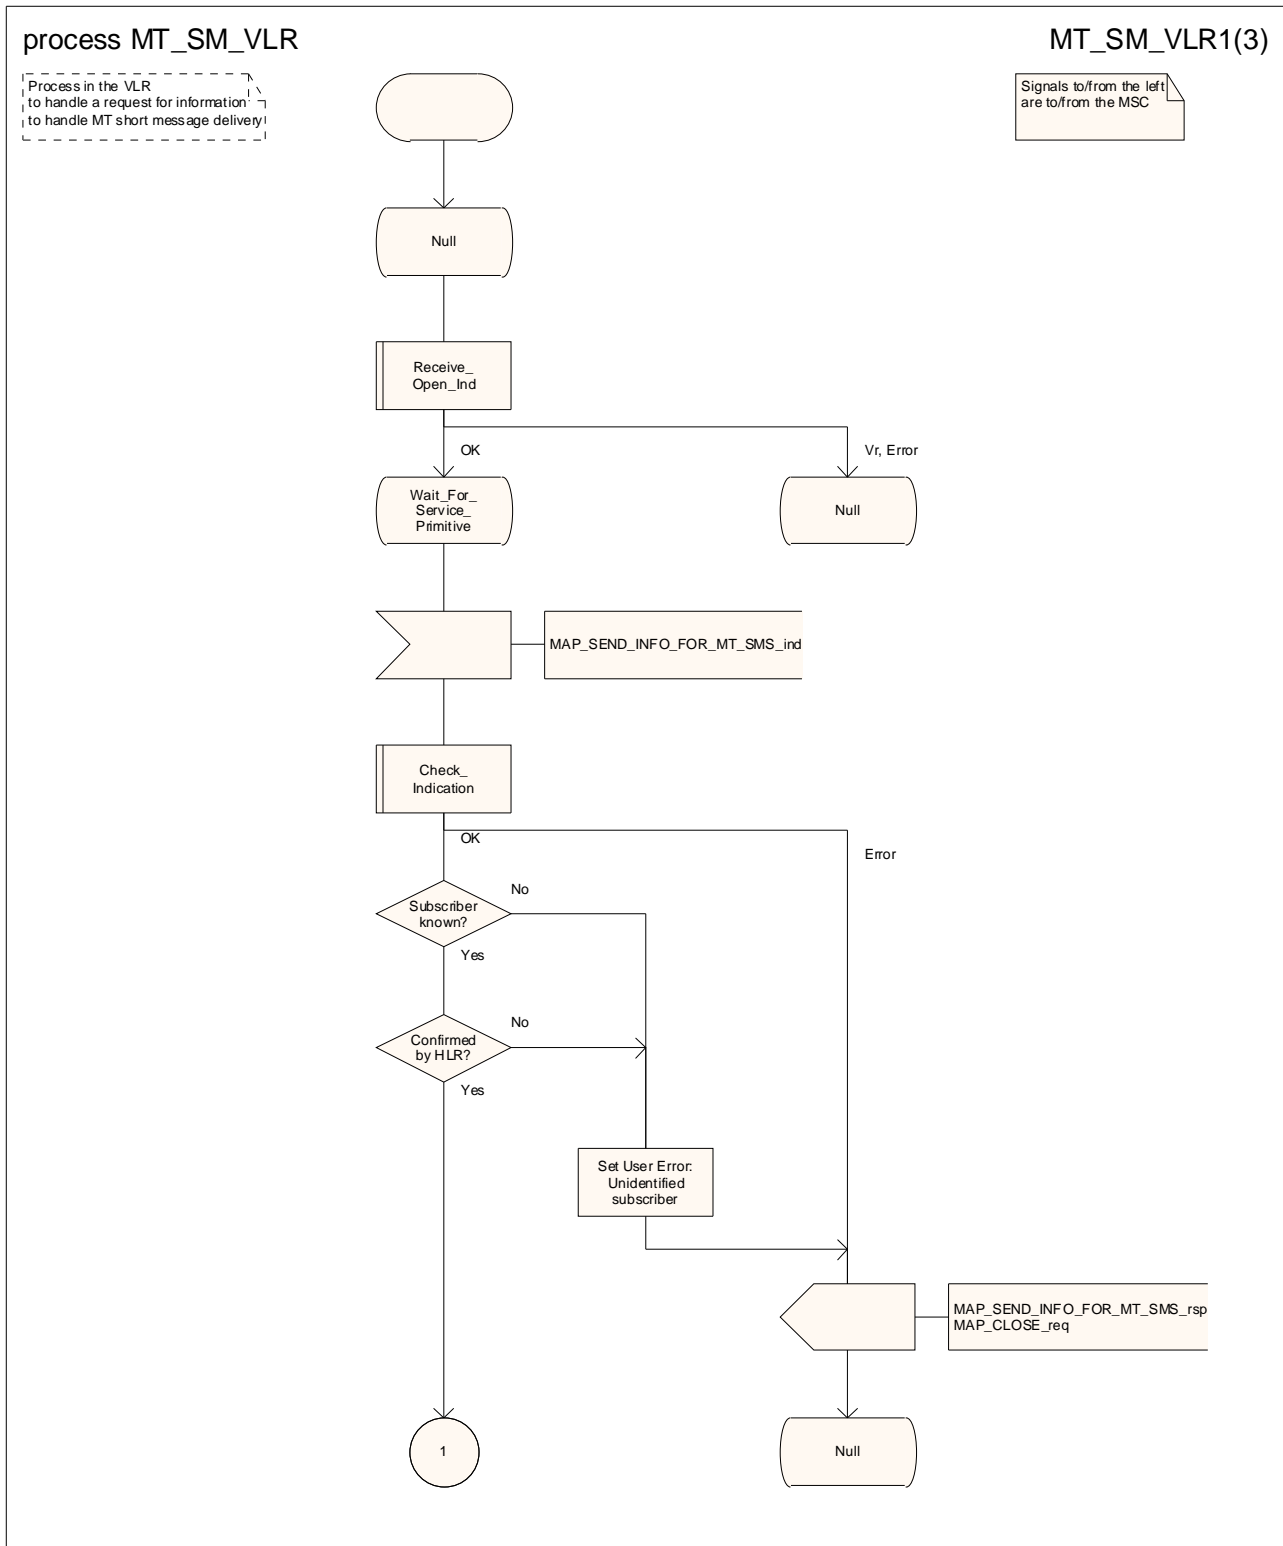 process MT_SM_VLR
MT_SM_VLR1(3)
Process in the VLR
to handle a request for information
to handle MT short message delivery
Signals to/from the left
are to/from the MSC
Null
Receive_
Open_Ind
OK
Vr, Error
Wait_For_
Service_
Primitive
Null
MAP_SEND_INFO_FOR_MT_SMS_ind
Check_
Indication
OK
Error
Subscriber
known?
No
Yes
Confirmed
by HLR?
No
Yes
Set User Error:
Unidentified
subscriber
MAP_SEND_INFO_FOR_MT_SMS_rsp
MAP_CLOSE_req
1
Null